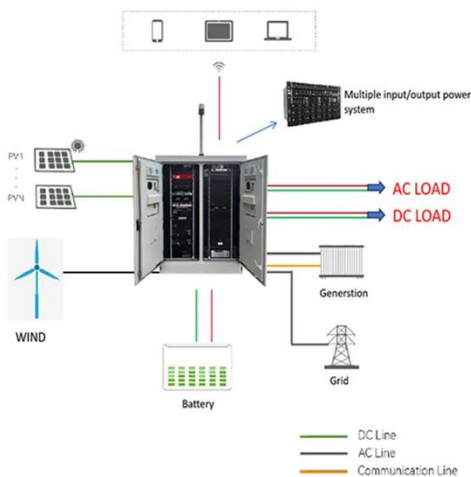 Multiple input/output power
system
PV1
PVN
AC LOAD
DC LOAD
WIND
Generstion
Grid
Battery
DC Line
AC Line
Communication Line